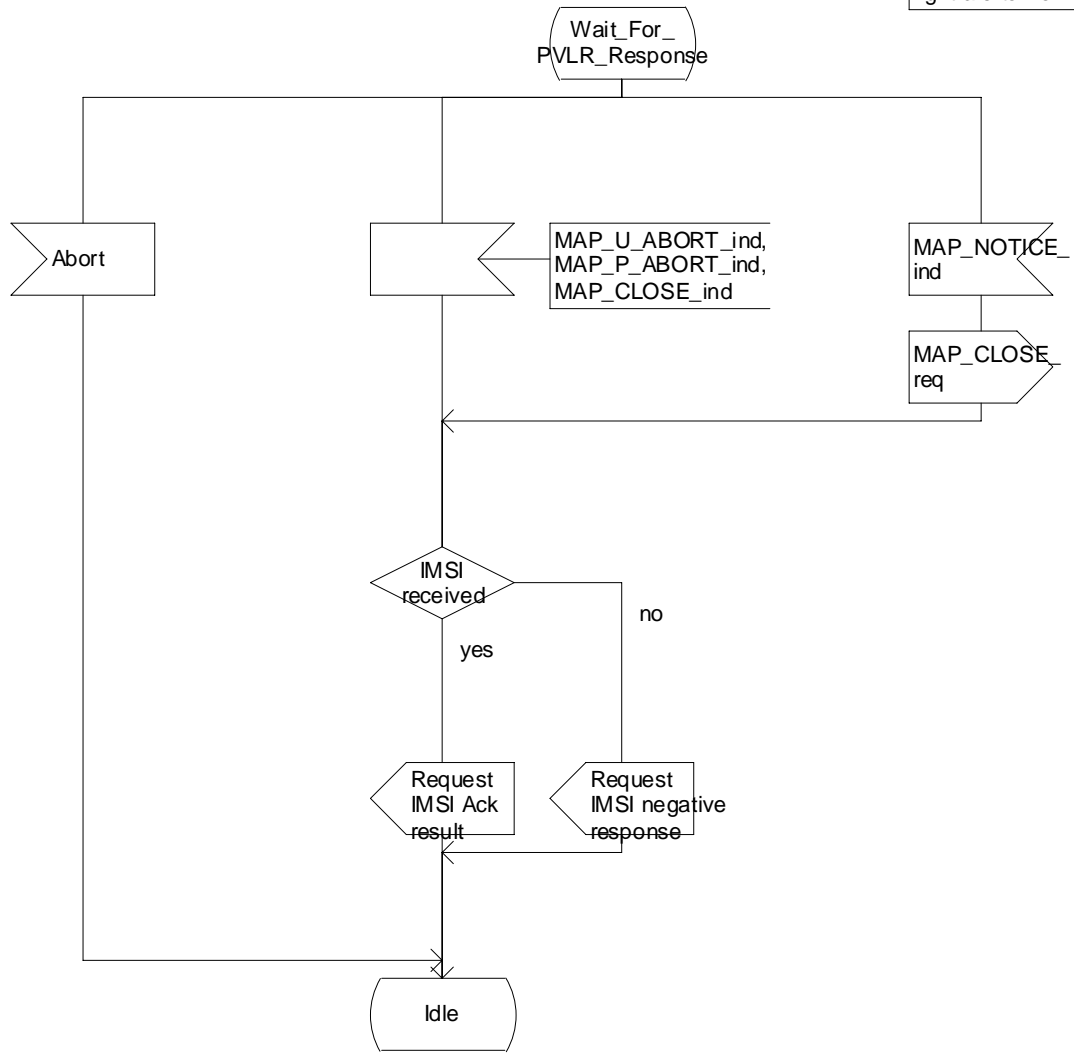 Wait_For_
PVLR_Response
Abort
MAP_U_ABORT_ind,
MAP_P_ABORT_ind,
MAP_CLOSE_ind
MAP_NOTICE_
ind
MAP_CLOSE_
req
IMSI
received
no
yes
Request
IMSI Ack
result
Request
IMSI negative
response
Idle